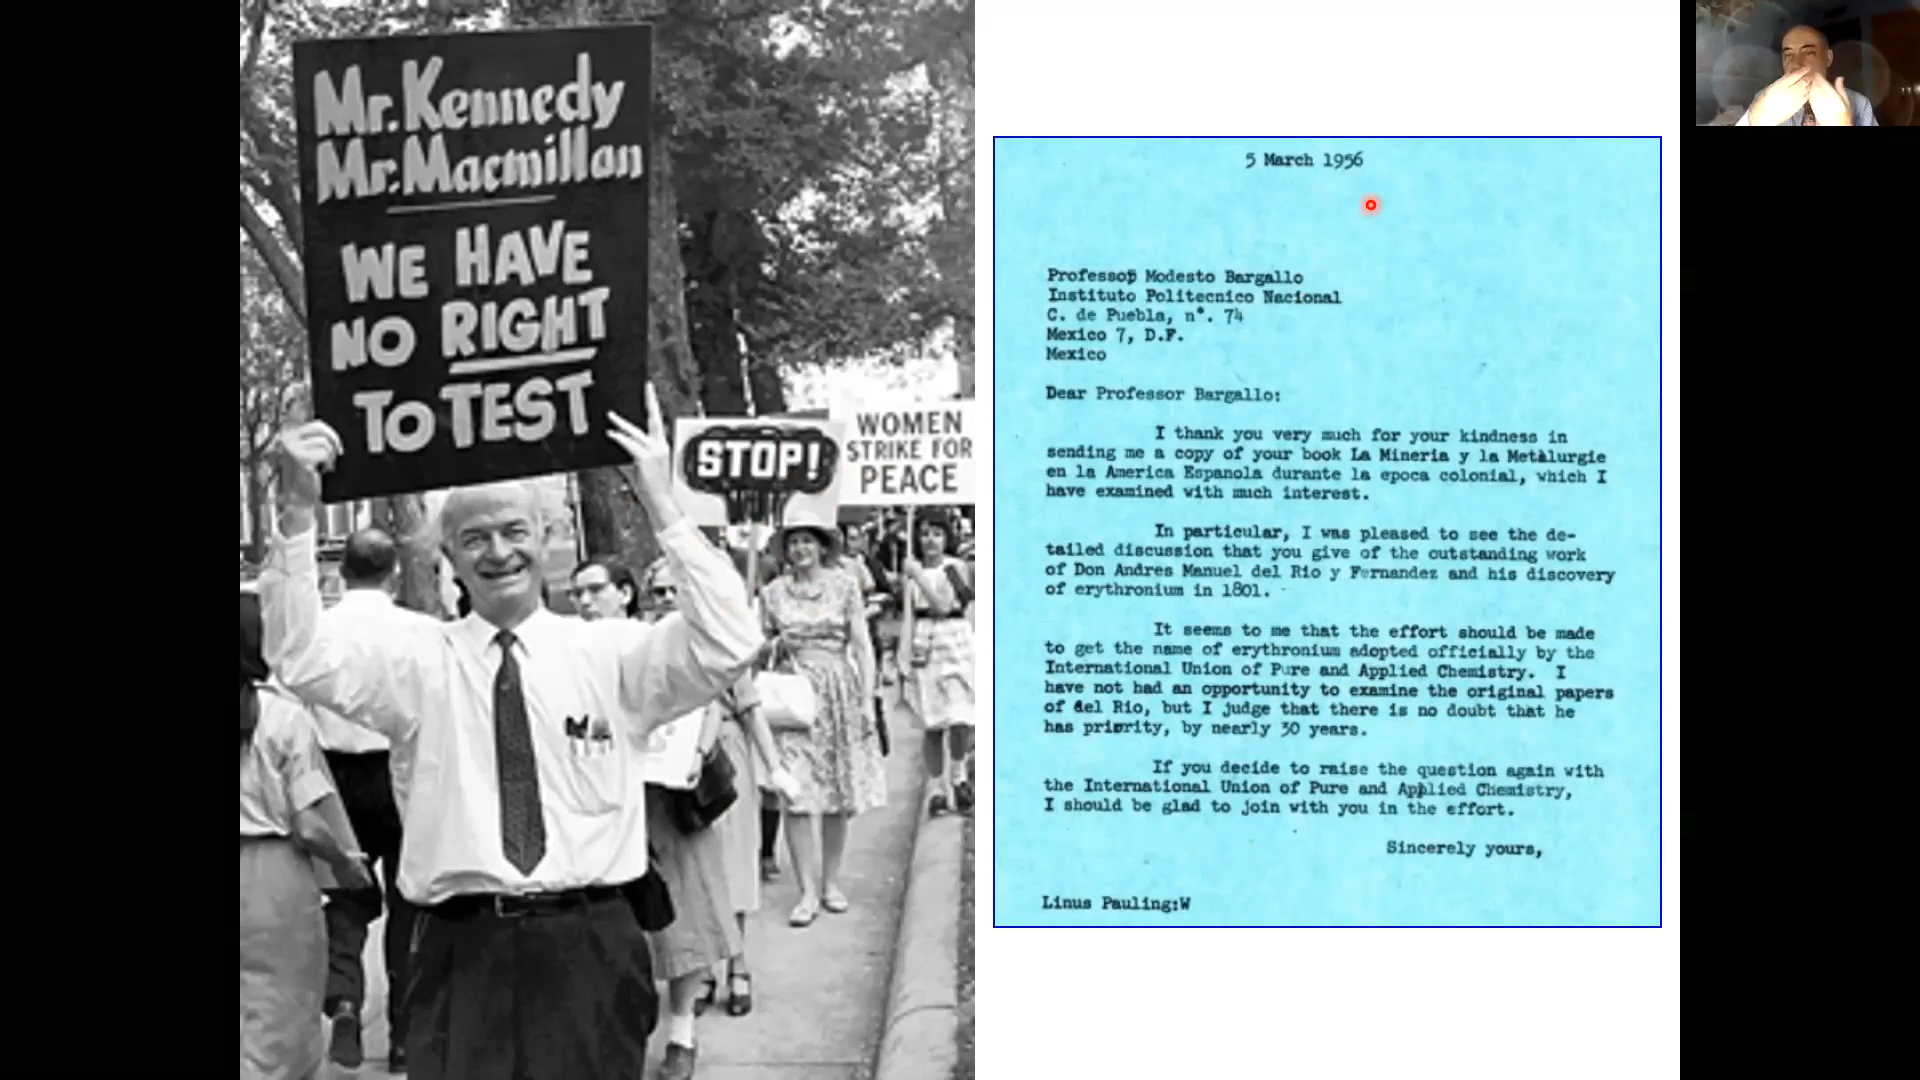 Mr. Kennedy
Mr. Macmillan
WE HAVE
NO RIGHT
TO TEST
STOP!
WOMEN
STRIKE FOR
PEACE
5 March 1956
Professop Modesto Bargallo
Instituto Politecnico Nacional
C. de Puebla, n°. 74
Mexico 7, D.F.
Mexico
Dear Professor Bargallo:
I thank you very much for your kindness in
sending me a copy of your book La Mineria y la Metàlurgie
en la America Espanola durante la epoca colonial, which I
have examined with much interest.
In particular, I was pleased to see the de-
tailed discussion that you give of the outstanding work
of Don Andres Manuel del Rio y Fernandez and his discovery
of erythronium in 1801.
It seems to me that the effort should be made
to get the name of erythronium adopted officially by the
International Union of Pure and Applied Chemistry. I
have not had an opportunity to examine the original papers
of del Rio, but I judge that there is no doubt that he
has priority, by nearly 30 years.
If you decide to raise the question again with
the International Union of Pure and Applied Chemistry,
I should be glad to join with you in the effort.
Sincerely yours,
Linus Pauling:W